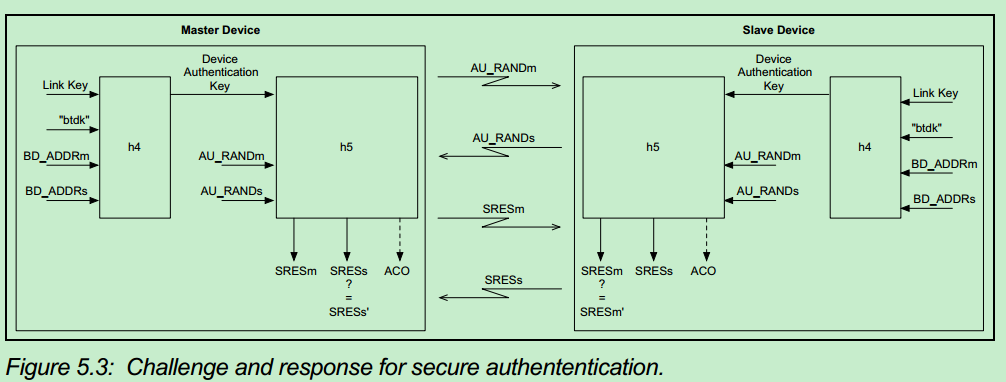 Master Device
Slave Device
Device
Authentication
Key
Link Key
"btdk"
BD_ADDRm
BD_ADDRs
h4
AU_RANDm
AU_RANDs
h5
SRESm
SRESs
?
=
SRESs'
ACO
AU_RANDm
AU_RANDs
SRESm
SRESs
Device
Authentication
Key
h5
h4
AU_RANDm
AU_RANDs
Link Key
"btdk"
BD_ADDRm
BD_ADDRs
SRESm
?
=
SRESm'
SRESs
ACO
Figure 5.3: Challenge and response for secure authententication.